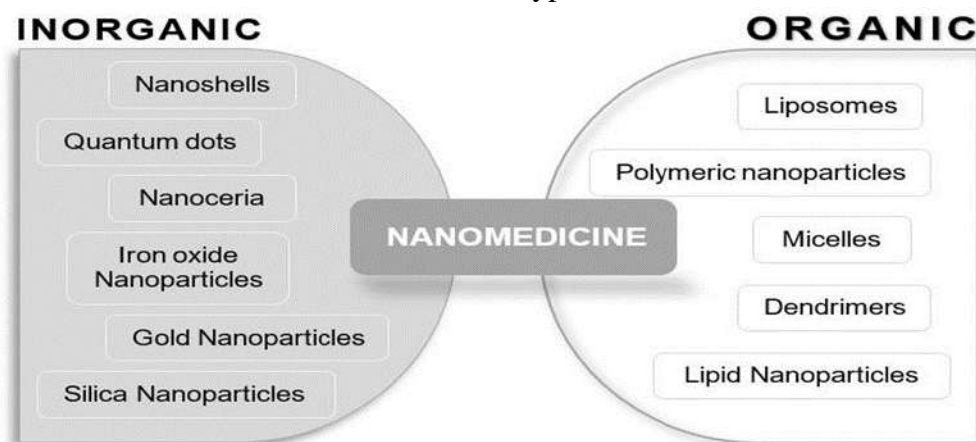 INORGANIC
Nanoshells
Quantum dots
Nanoceria
Iron oxide
Nanoparticles
Gold Nanoparticles
Silica Nanoparticles
NANOMEDICINE
ORGANIC
Liposomes
Polymeric nanoparticles
Micelles
Dendrimers
Lipid Nanoparticles